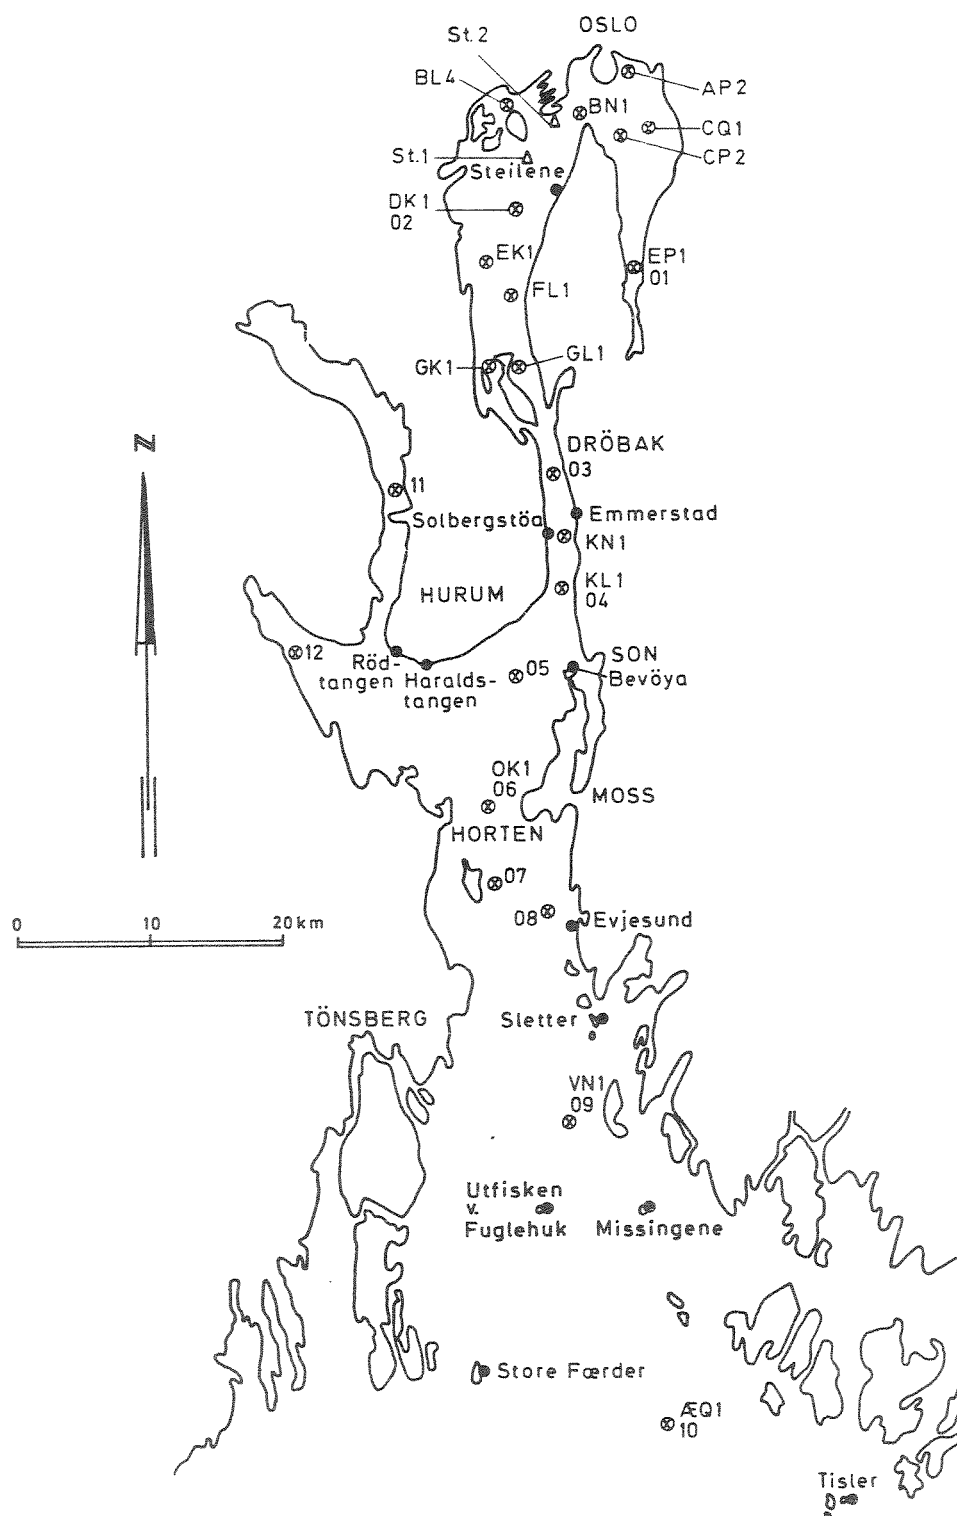 OSLO
St.2
BL4
AP2
BN1
CQ1
CP2
St.1
Steilene
DK1
02
EK1
EP1
01
FL1
GK1
GL1
DRÖBAK
03
11
Solbergstöa
Emmerstad
KN1
KL1
04
HURUM
12
Röd-
tangen
Haralds-
tangen
05
SON
Bevöya
OK1
06
MOSS
HORTEN
07
08
Evjesund
N
0 10 20 km
TÖNSBERG
Sletter
VN1
09
Utfisken
v.
Fuglehuk
Missingene
Store Færder
ÆQ1
10
Tisler